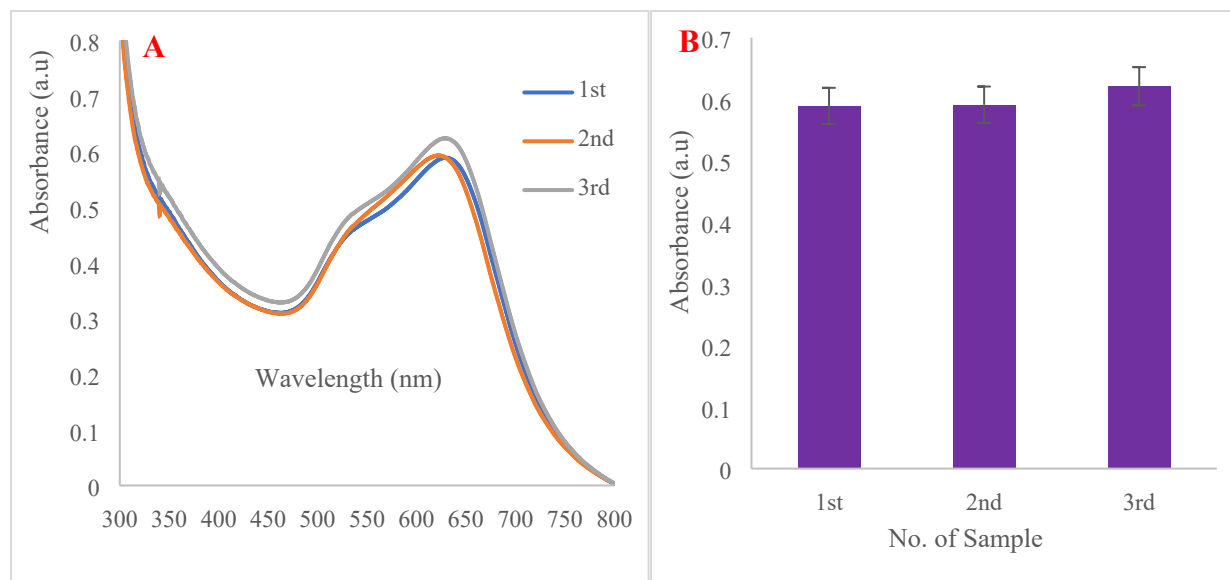 A
Absorbance (a.u)
0.8
0.7
0.6
0.5
0.4
0.3
0.2
0.1
0
1st
2nd
3rd
Wavelength (nm)
300 350 400 450 500 550 600 650 700 750 800
B
Absorbance (a.u)
0.7
0.6
0.5
0.4
0.3
0.2
0.1
0
1st 2nd 3rd
No. of Sample